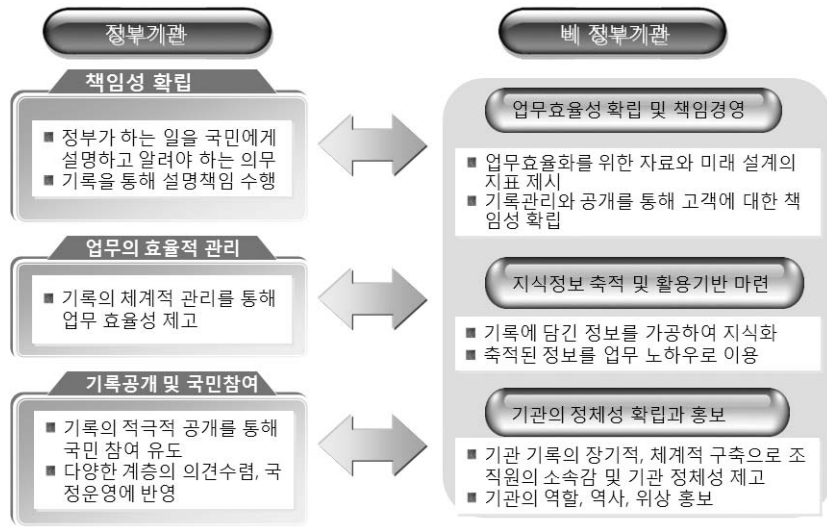 정부기관
책임성 확립
■ 정부가 하는 일을 국민에게
설명하고 알려야 하는 의무
■ 기록을 통해 설명책임 수행
업무의 효율적 관리
■ 기록의 체계적 관리를 통해
업무 효율성 제고
기록공개 및 국민참여
■ 기록의 적극적 공개를 통해
국민 참여 유도
■ 다양한 계층의 의견수렴, 국
정운영에 반영
비 정부기관
업무효율성 확립 및 책임경영
■ 업무효율화를 위한 자료와 미래 설계의
지표 제시
■ 기록관리와 공개를 통해 고객에 대한 책
임성 확립
지식정보 축적 및 활용기반 마련
■ 기록에 담긴 정보를 가공하여 지식화
■ 축적된 정보를 업무 노하우로 이용
기관의 정체성 확립과 홍보
■ 기관 기록의 장기적, 체계적 구축으로 조
직원의 소속감 및 기관 정체성 제고
■ 기관의 역할, 역사, 위상 홍보